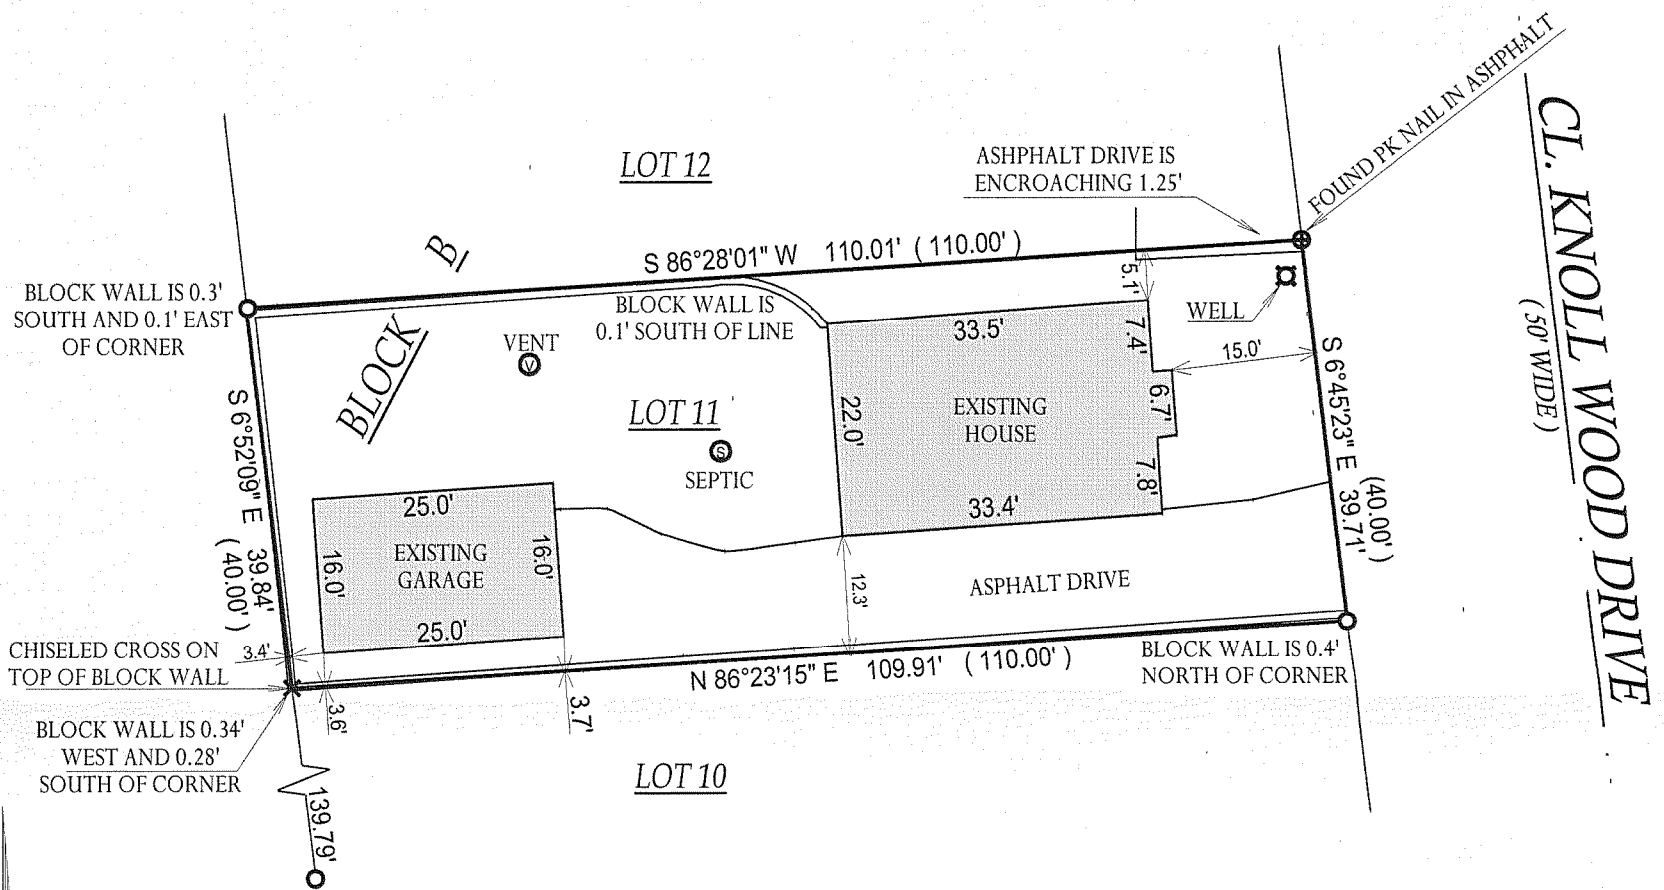 LOT 12
ASHPHALT DRIVE IS
ENCROACHING 1.25'
FOUND PK NAIL IN ASHPHALT
CL. KNOLL WOOD DRIVE
(50' WIDE)
B
BLOCK
S 86°28'01" W 110.01' ( 110.00' )
BLOCK WALL IS 0.3'
SOUTH AND 0.1' EAST
OF CORNER
BLOCK WALL IS
0.1' SOUTH OF LINE
VENT
V
LOT 11
S
SEPTIC
33.5'
EXISTING
HOUSE
22.0'
33.4'
5.1'
7.4'
6.7'
7.8'
WELL
15.0'
S 6°45'23" E 39.71'
(40.00')
S 6°52'09" E 39.84'
( 40.00' )
25.0'
EXISTING
GARAGE
16.0'
16.0'
25.0'
12.3'
ASPHALT DRIVE
3.4'
CHISELED CROSS ON
TOP OF BLOCK WALL
N 86°23'15" E 109.91' ( 110.00' )
BLOCK WALL IS 0.4'
NORTH OF CORNER
3.6'
3.7'
BLOCK WALL IS 0.34'
WEST AND 0.28'
SOUTH OF CORNER
LOT 10
139.79'